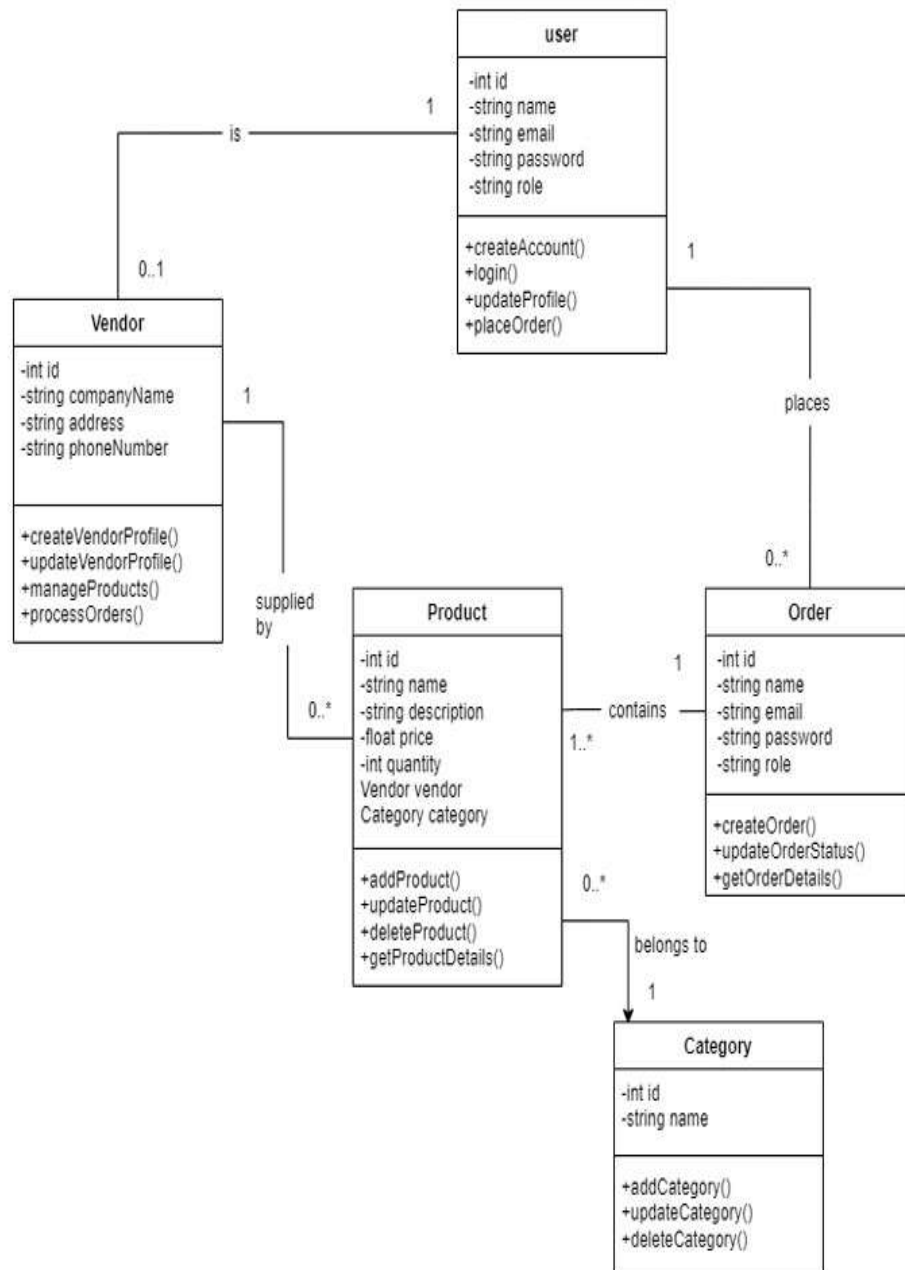 user
-int id
-string name
-string email
-string password
-string role
+createAccount()
+login()
+updateProfile()
+placeOrder()
1
is
0..1
1
places
0..*
Vendor
-int id
-string companyName
-string address
-string phoneNumber
+createVendorProfile()
+updateVendorProfile()
+manageProducts()
+processOrders()
1
supplied
by
0..*
Product
-int id
-string name
-string description
-float price
-int quantity
Vendor vendor
Category category
+addProduct()
+updateProduct()
+deleteProduct()
+getProductDetails()
1
contains
1..*
Order
-int id
-string name
-string email
-string password
-string role
+createOrder()
+updateOrderStatus()
+getOrderDetails()
0..*
belongs to
1
Category
-int id
-string name
+addCategory()
+updateCategory()
+deleteCategory()